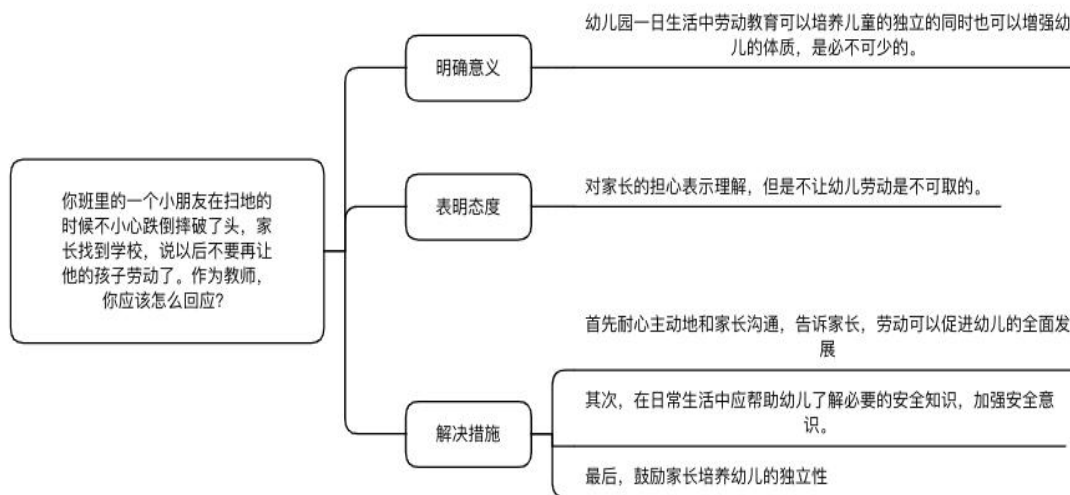 你班里的一个小朋友在扫地的
时候不小心跌倒摔破了头，家
长找到学校，说以后不要再让
他的孩子劳动了。作为教师，
你应该怎么回应?
明确意义
幼儿园一日生活中劳动教育可以培养儿童的独立的同时也可以增强幼
儿的体质，是必不可少的。
表明态度
对家长的担心表示理解，但是不让幼儿劳动是不可取的。
解决措施
首先耐心主动地和家长沟通，告诉家长，劳动可以促进幼儿的全面发
展
其次，在日常生活中应帮助幼儿了解必要的安全知识，加强安全意
识。
最后，鼓励家长培养幼儿的独立性